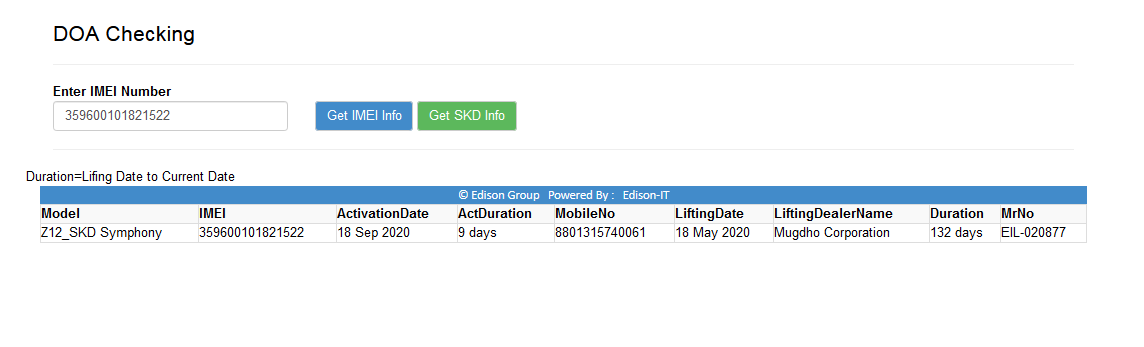 DOA Checking
Enter IMEI Number
359600101821522 Get IMEI Info Get SKD Info
Duration=Lifing Date to Current Date
© Edison Group Powered By : Edison-IT
Model IMEI ActivationDate ActDuration MobileNo LiftingDate LiftingDealerName Duration MrNo
Z12_SKD Symphony 359600101821522 18 Sep 2020 9 days 8801315740061 18 May 2020 Mugdho Corporation 132 days EIL-020877